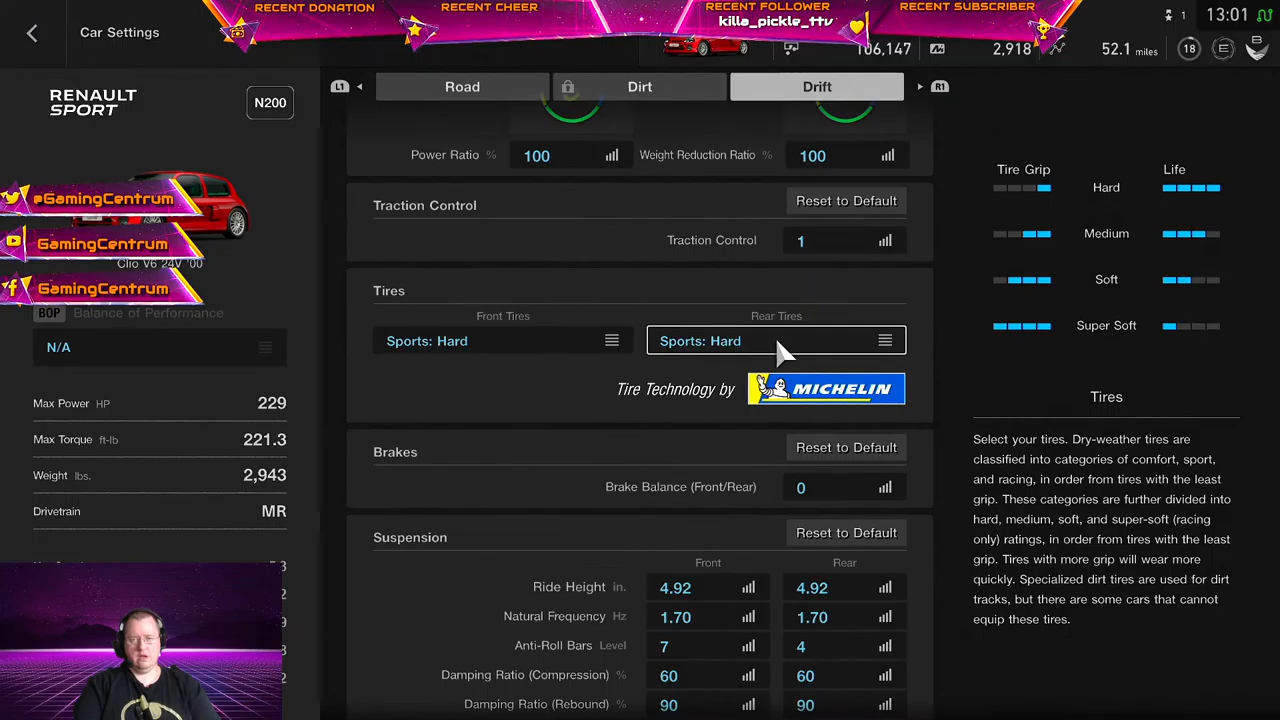 RECENT DONATION
RECENT CHEER
RECENT FOLLOWER
killa_pickle_ttv
RECENT SUBSCRIBER
Car Settings
106,147
2,918
52.1 miles
1
13:01
18
E
B
RENAULT
SPORT
N200
L1
Road
Dirt
Drift
R1
Power Ratio %
100
Weight Reduction Ratio %
100
Traction Control
Reset to Default
Traction Control
1
@GamingCentrum
GamingCentrum
Clio V6 24V '00
GamingCentrum
BOP Balance of Performance
N/A
Max Power HP
229
Max Torque ft-lb
221.3
Weight lbs.
2,943
Drivetrain
MR
Tires
Front Tires
Rear Tires
Sports: Hard
Sports: Hard
Tire Technology by
MICHELIN
Brakes
Reset to Default
Brake Balance (Front/Rear)
0
Suspension
Reset to Default
Front
Rear
Ride Height in.
4.92
4.92
Natural Frequency Hz
1.70
1.70
Anti-Roll Bars Level
7
4
Damping Ratio (Compression) %
60
60
Damping Ratio (Rebound) %
90
90
Tire Grip
Life
Hard
Medium
Soft
Super Soft
Tires
Select your tires. Dry-weather tires are
classified into categories of comfort, sport,
and racing, in order from tires with the least
grip. These categories are further divided into
hard, medium, soft, and super-soft (racing
only) ratings, in order from tires with the least
grip. Tires with more grip will wear more
quickly. Specialized dirt tires are used for dirt
tracks, but there are some cars that cannot
equip these tires.